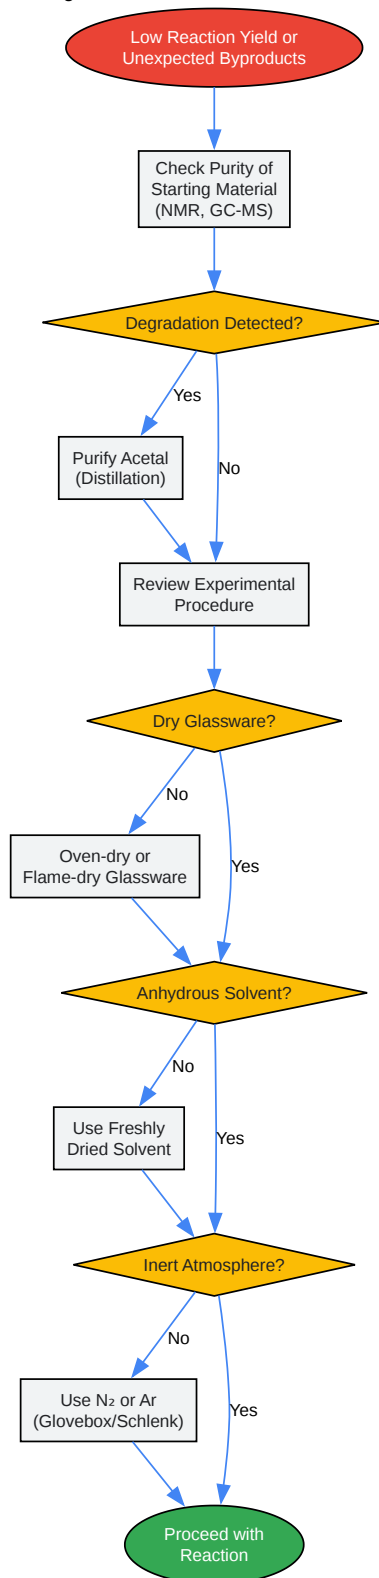 Low Reaction Yield or
Unexpected Byproducts
Check Purity of
Starting Material
(NMR, GC-MS)
Degradation Detected?
Yes
Purify Acetal
(Distillation)
No
Review Experimental
Procedure
Dry Glassware?
No
Oven-dry or
Flame-dry Glassware
Yes
Anhydrous Solvent?
No
Use Freshly
Dried Solvent
Yes
Inert Atmosphere?
No
Use N₂ or Ar
(Glovebox/Schlenk)
Yes
Proceed with
Reaction